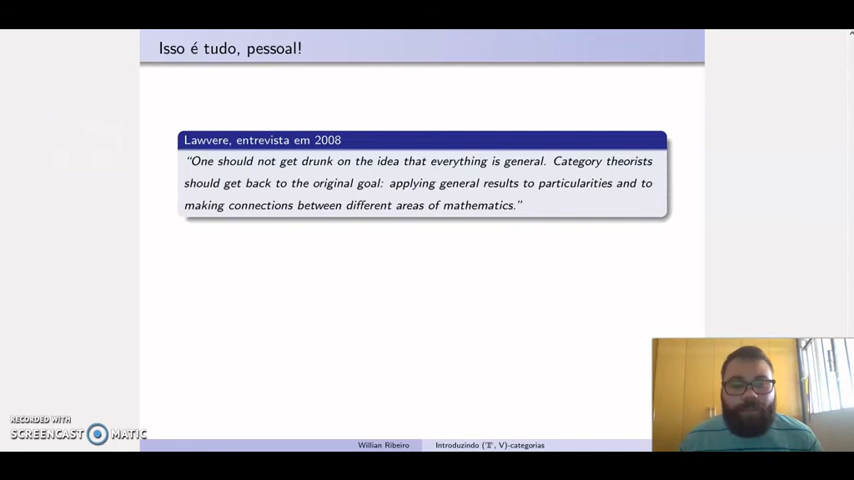 Isso é tudo, pessoal!
Lawvere, entrevista em 2008
“One should not get drunk on the idea that everything is general. Category theorists
should get back to the original goal: applying general results to particularities and to
making connections between different areas of mathematics.”
RECORDED WITH
SCREENCAST MATIC
Willian Ribeiro Introduzindo (𝕋, V)-categorias